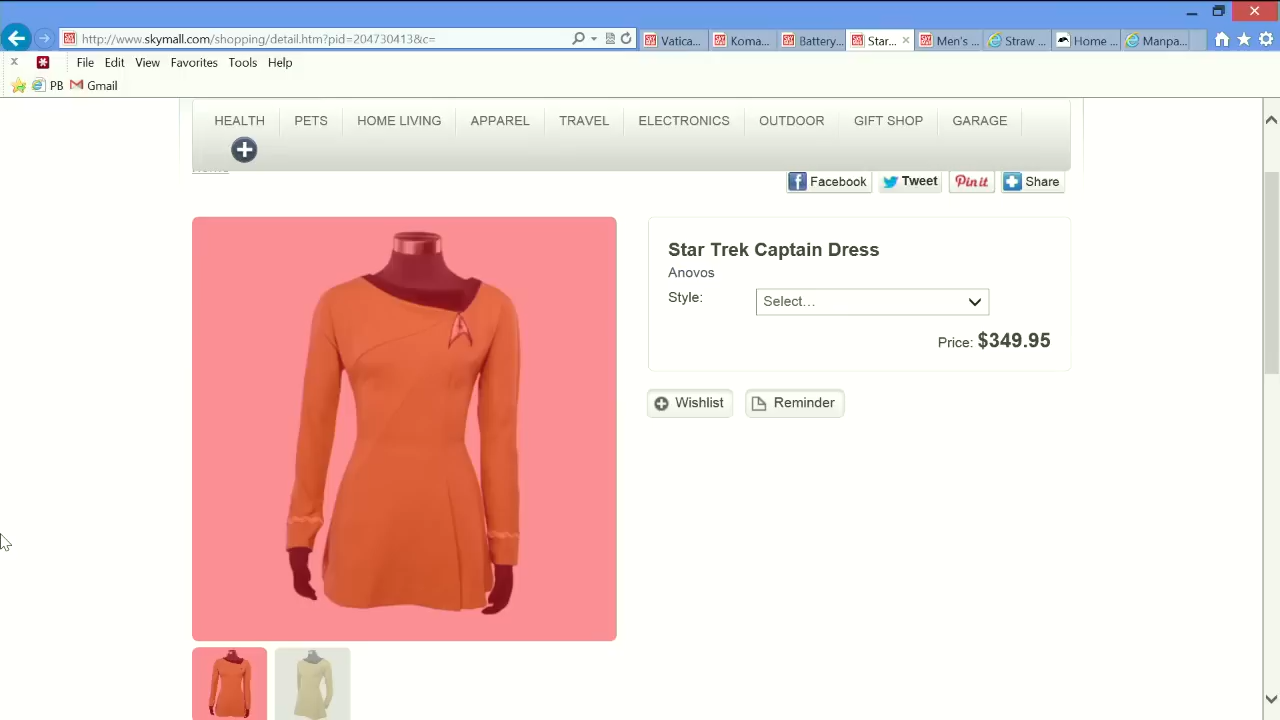 http://www.skymall.com/shopping/detail.htm?pid=204730413&c=
Vatica...
Koma...
Battery...
Star...
Men's ...
Straw ...
Home ...
Manpa...
x
File Edit View Favorites Tools Help
PB Gmail
HEALTH PETS HOME LIVING APPAREL TRAVEL ELECTRONICS OUTDOOR GIFT SHOP GARAGE
Facebook Tweet Pin it Share
Star Trek Captain Dress
Anovos
Style: Select...
Price: $349.95
Wishlist Reminder